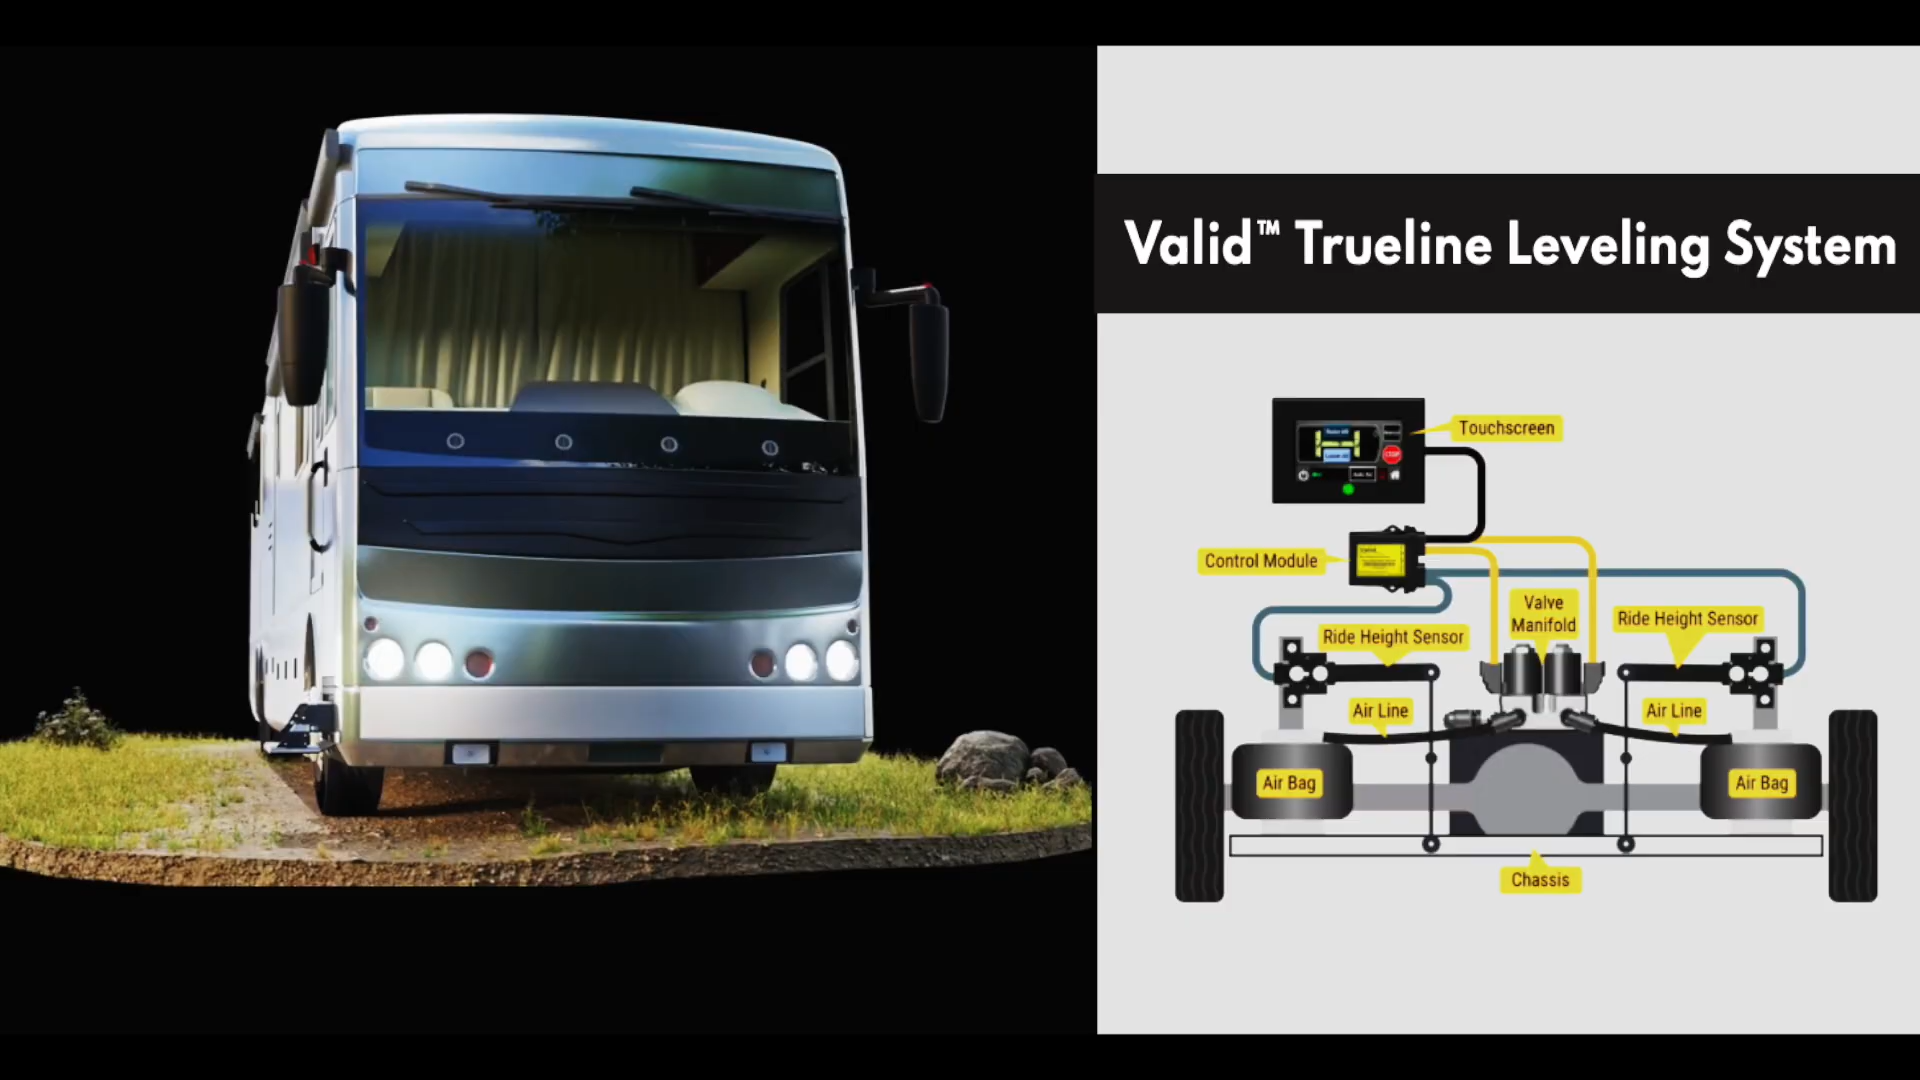 Valid™ Trueline Leveling System
Touchscreen
STOP
Control Module
Valve
Manifold
Ride Height Sensor
Ride Height Sensor
Air Line
Air Line
Air Bag
Air Bag
Chassis